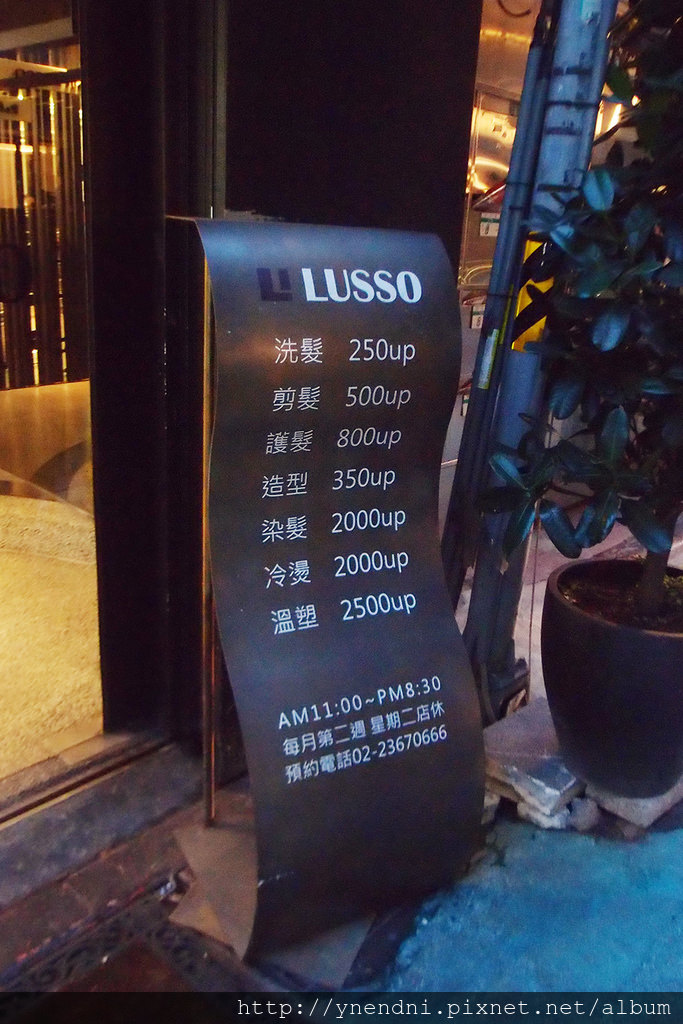 LUSSO
洗髮 250up
剪髮 500up
護髮 800up
造型 350up
染髮 2000up
冷燙 2000up
溫塑 2500up
AM11:00~PM8:30
每月第二週 星期二店休
預約電話02-23670666
http://ynendni.pixnet.net/album